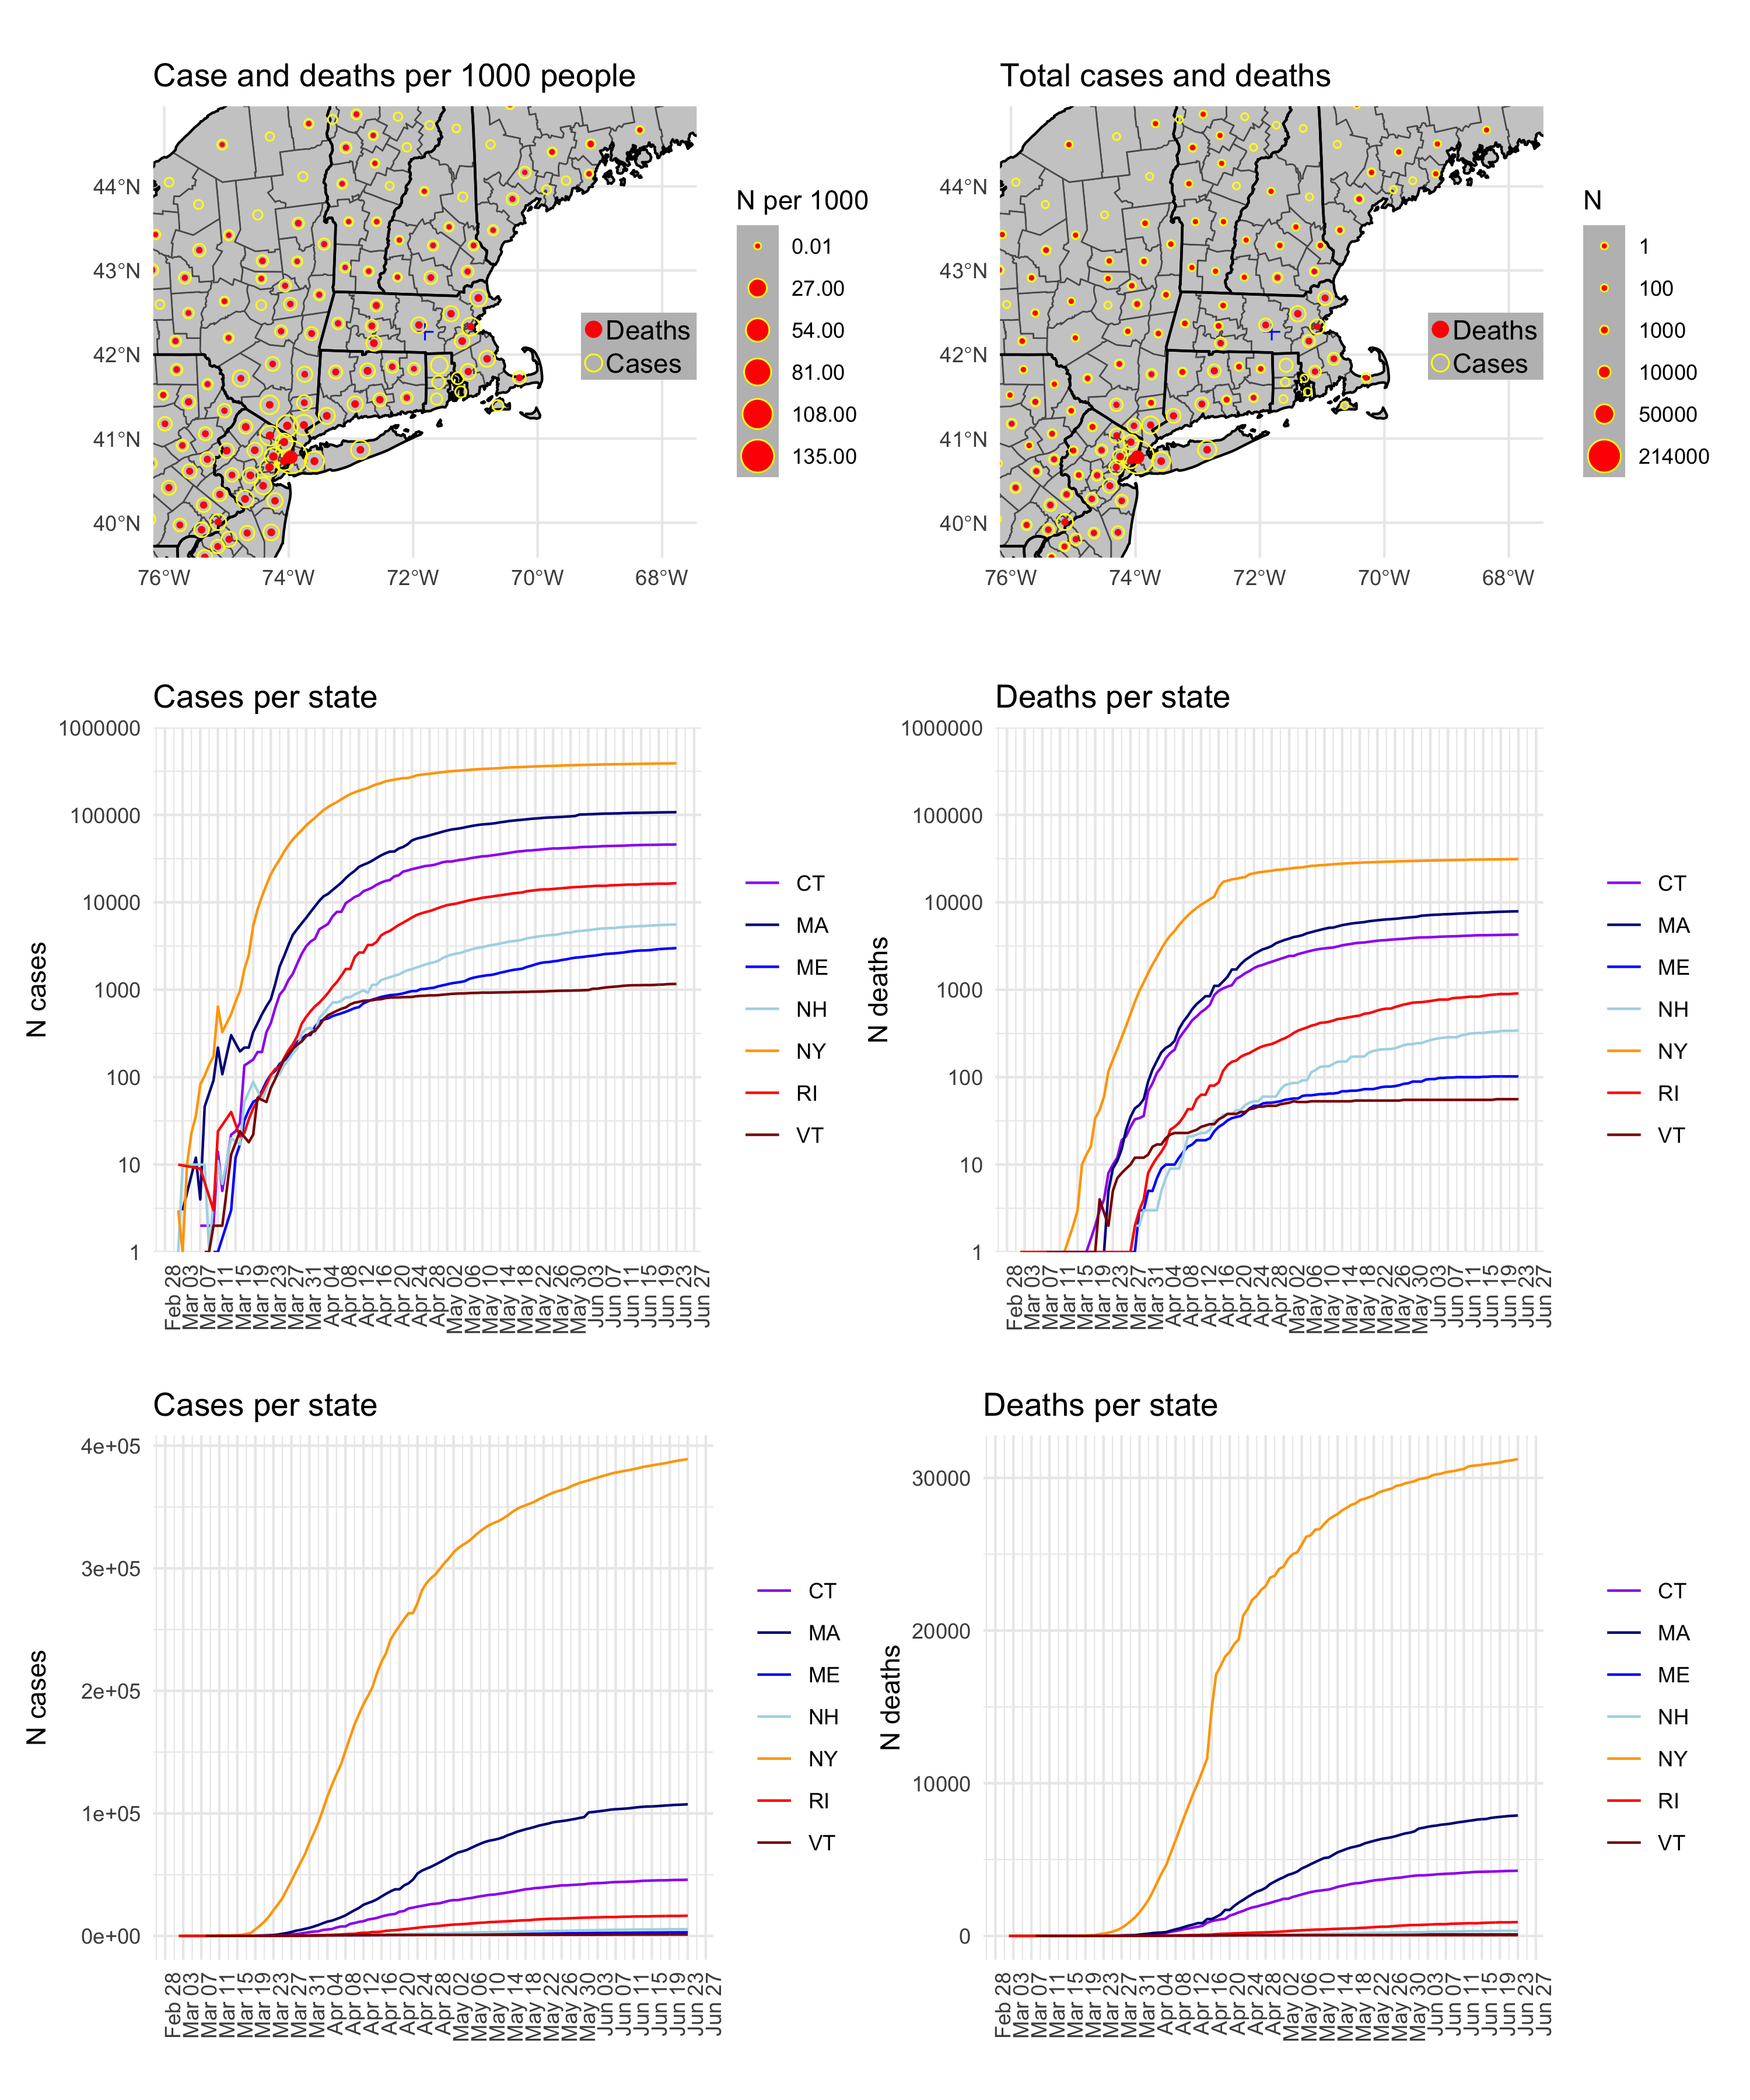 Case and deaths per 1000 people
44°N
43°N
42°N
41°N
40°N
76°W 74°W 72°W 70°W 68°W
Deaths
Cases
N per 1000
0.01
27.00
54.00
81.00
108.00
135.00
Total cases and deaths
44°N
43°N
42°N
41°N
40°N
76°W 74°W 72°W 70°W 68°W
Deaths
Cases
N
1
100
1000
10000
50000
214000
Cases per state
N cases
1000000
100000
10000
1000
100
10
1
Feb 28 Mar 03 Mar 07 Mar 11 Mar 15 Mar 19 Mar 23 Mar 27 Mar 31 Apr 04 Apr 08 Apr 12 Apr 16 Apr 20 Apr 24 Apr 28 May 02 May 06 May 10 May 14 May 18 May 22 May 26 May 30 Jun 03 Jun 07 Jun 11 Jun 15 Jun 19 Jun 23 Jun 27
CT
MA
ME
NH
NY
RI
VT
Deaths per state
N deaths
1000000
100000
10000
1000
100
10
1
Feb 28 Mar 03 Mar 07 Mar 11 Mar 15 Mar 19 Mar 23 Mar 27 Mar 31 Apr 04 Apr 08 Apr 12 Apr 16 Apr 20 Apr 24 Apr 28 May 02 May 06 May 10 May 14 May 18 May 22 May 26 May 30 Jun 03 Jun 07 Jun 11 Jun 15 Jun 19 Jun 23 Jun 27
CT
MA
ME
NH
NY
RI
VT
Cases per state
N cases
4e+05
3e+05
2e+05
1e+05
0e+00
Feb 28 Mar 03 Mar 07 Mar 11 Mar 15 Mar 19 Mar 23 Mar 27 Mar 31 Apr 04 Apr 08 Apr 12 Apr 16 Apr 20 Apr 24 Apr 28 May 02 May 06 May 10 May 14 May 18 May 22 May 26 May 30 Jun 03 Jun 07 Jun 11 Jun 15 Jun 19 Jun 23 Jun 27
CT
MA
ME
NH
NY
RI
VT
Deaths per state
N deaths
30000
20000
10000
0
Feb 28 Mar 03 Mar 07 Mar 11 Mar 15 Mar 19 Mar 23 Mar 27 Mar 31 Apr 04 Apr 08 Apr 12 Apr 16 Apr 20 Apr 24 Apr 28 May 02 May 06 May 10 May 14 May 18 May 22 May 26 May 30 Jun 03 Jun 07 Jun 11 Jun 15 Jun 19 Jun 23 Jun 27
CT
MA
ME
NH
NY
RI
VT